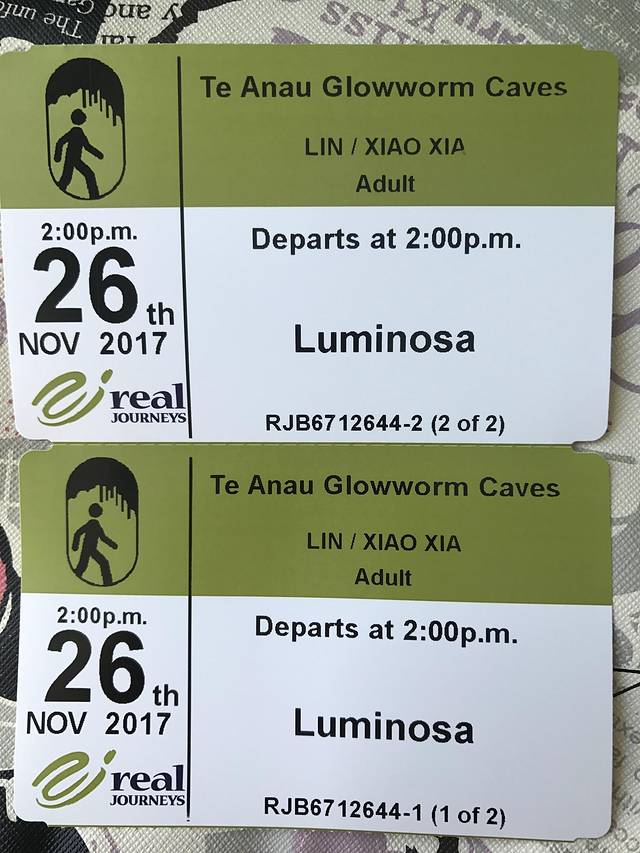 Te Anau Glowworm Caves
LIN / XIAO XIA
Adult
2:00p.m.
26th
NOV 2017
real
JOURNEYS
Departs at 2:00p.m.
Luminosa
RJB6712644-2 (2 of 2)
Te Anau Glowworm Caves
LIN / XIAO XIA
Adult
2:00p.m.
26th
NOV 2017
real
JOURNEYS
Departs at 2:00p.m.
Luminosa
RJB6712644-1 (1 of 2)